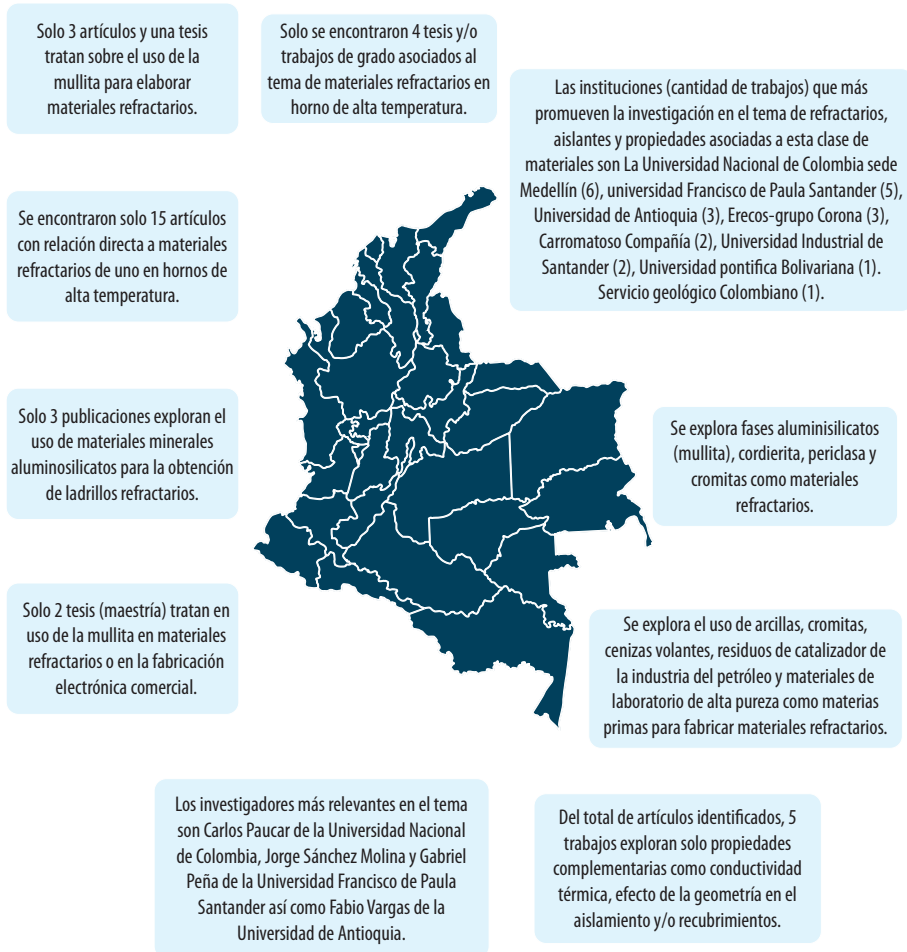 Solo 3 artículos y una tesis
tratan sobre el uso de la
mullita para elaborar
materiales refractarios.
Solo se encontraron 4 tesis y/o
trabajos de grado asociados al
tema de materiales refractarios en
horno de alta temperatura.
Las instituciones (cantidad de trabajos) que más
promueven la investigación en el tema de refractarios,
aislantes y propiedades asociadas a esta clase de
materiales son La Universidad Nacional de Colombia sede
Medellín (6), universidad Francisco de Paula Santander (5),
Universidad de Antioquia (3), Erecos-grupo Corona (3),
Carromatoso Compañía (2), Universidad Industrial de
Santander (2), Universidad pontifica Bolivariana (1).
Servicio geológico Colombiano (1).
Se encontraron solo 15 artículos
con relación directa a materiales
refractarios de uno en hornos de
alta temperatura.
Solo 3 publicaciones exploran el
uso de materiales minerales
aluminosilicatos para la obtención
de ladrillos refractarios.
Se explora fases aluminisilicatos
(mullita), cordierita, periclasa y
cromitas como materiales
refractarios.
Solo 2 tesis (maestría) tratan en
uso de la mullita en materiales
refractarios o en la fabricación
electrónica comercial.
Se explora el uso de arcillas, cromitas,
cenizas volantes, residuos de catalizador de
la industria del petróleo y materiales de
laboratorio de alta pureza como materias
primas para fabricar materiales refractarios.
Los investigadores más relevantes en el tema
son Carlos Paucar de la Universidad Nacional
de Colombia, Jorge Sánchez Molina y Gabriel
Peña de la Universidad Francisco de Paula
Santander así como Fabio Vargas de la
Universidad de Antioquia.
Del total de artículos identificados, 5
trabajos exploran solo propiedades
complementarias como conductividad
térmica, efecto de la geometría en el
aislamiento y/o recubrimientos.